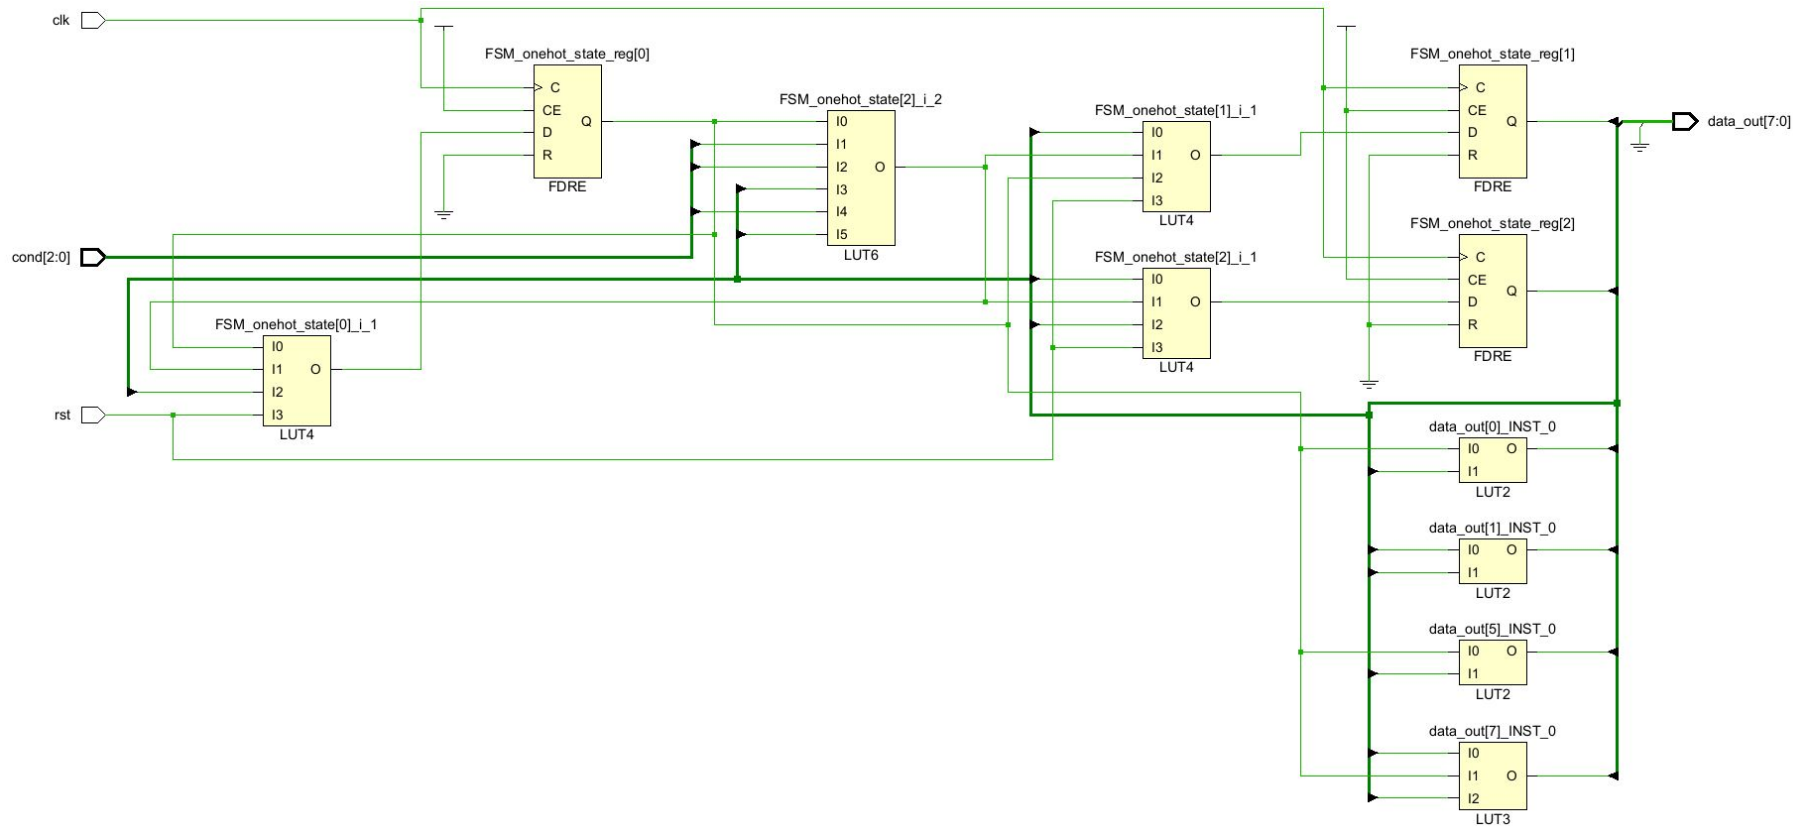 clk
FSM_onehot_state_reg[0]
C
CE
D
R
Q
FDRE
FSM_onehot_state[2]_i_2
I0
I1
I2
I3
I4
I5
O
LUT6
FSM_onehot_state[1]_i_1
I0
I1
I2
I3
O
LUT4
FSM_onehot_state_reg[1]
C
CE
D
R
Q
FDRE
data_out[7:0]
cond[2:0]
FSM_onehot_state[2]_i_1
I0
I1
I2
I3
O
LUT4
FSM_onehot_state_reg[2]
C
CE
D
R
Q
FDRE
FSM_onehot_state[0]_i_1
I0
I1
I2
I3
O
LUT4
rst
data_out[0]_INST_0
I0
I1
O
LUT2
data_out[1]_INST_0
I0
I1
O
LUT2
data_out[5]_INST_0
I0
I1
O
LUT2
data_out[7]_INST_0
I0
I1
I2
O
LUT3